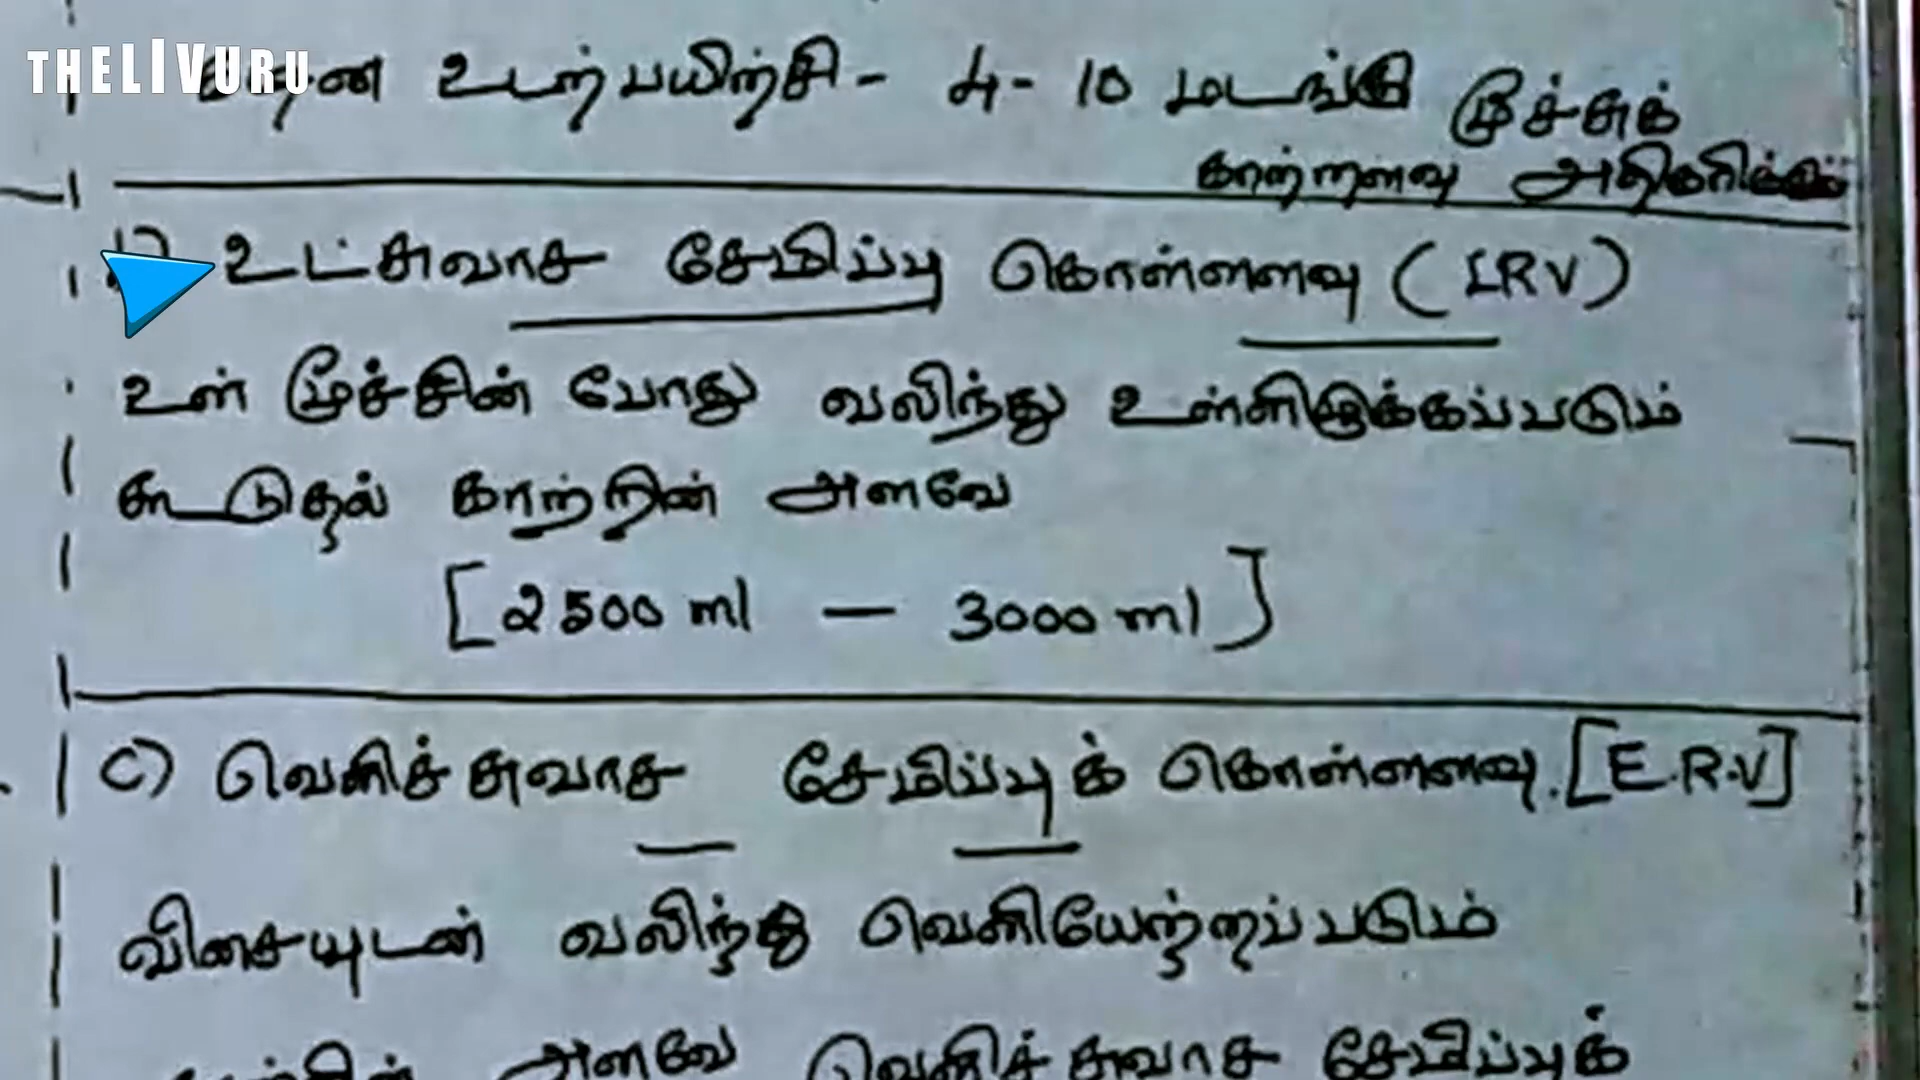 THELIVURU
கடின உடற்பயிற்சி - 4 - 10 மடங்கு மூச்சுக்
காற்றளவு அதிகரிக்கும்
b) உட்சுவாச சேமிப்பு கொள்ளளவு (IRV)
உள் மூச்சின் போது வலிந்து உள்ளிழுக்கப்படும்
கூடுதல் காற்றின் அளவே
[2500 ml — 3000 ml]
C) வெளிச்சுவாச சேமிப்புக் கொள்ளளவு. [E.R.V]
விசையுடன் வலிந்து வெளியேற்றப்படும்
காற்றின் அளவே வெளிச்சுவாச சேமிப்புக்